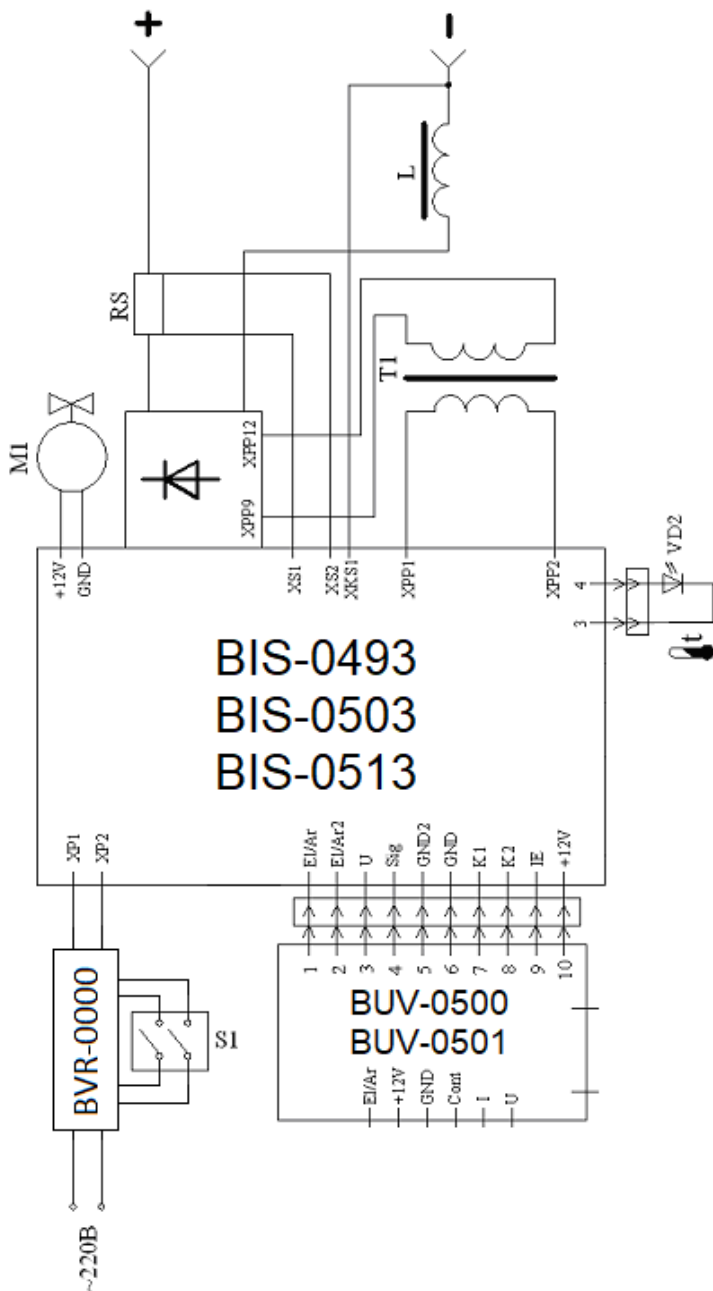 +
-
L
RS
T1
M1
XPP12
XPP9
+12V
GND
XS1
XS2
XKS1
XPP1
XPP2
4
3
VD2
t
BIS-0493
BIS-0503
BIS-0513
XP1
XP2
El/Ar
El/Ar2
U
Sig
GND2
GND
K1
K2
IE
+12V
1
2
3
4
5
6
7
8
9
10
BVR-0000
S1
BUV-0500
BUV-0501
El/Ar
+12V
GND
Cont
I
U
~220В